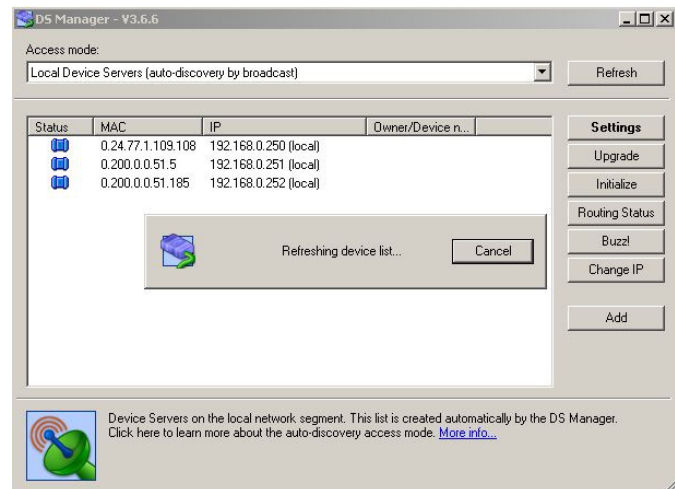 DS Manager - V3.6.6
Access mode:
Local Device Servers (auto-discovery by broadcast)
Refresh
Status MAC IP Owner/Device n...
0.24.77.1.109.108 192.168.0.250 (local)
0.200.0.0.51.5 192.168.0.251 (local)
0.200.0.0.51.185 192.168.0.252 (local)
Settings
Upgrade
Initialize
Routing Status
Buzz!
Change IP
Add
Refreshing device list...
Cancel
Device Servers on the local network segment. This list is created automatically by the DS Manager.
Click here to learn more about the auto-discovery access mode. More info...